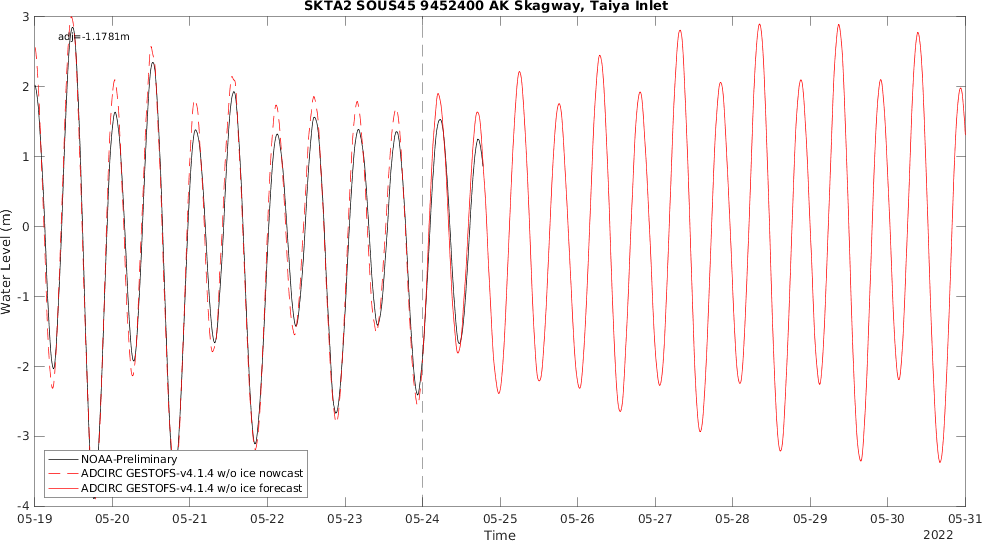 SKTA2 SOUS45 9452400 AK Skagway, Taiya Inlet
adj=-1.1781m
3
2
1
0
-1
-2
-3
-4
Water Level (m)
NOAA-Preliminary
ADCIRC GESTOFS-v4.1.4 w/o ice nowcast
ADCIRC GESTOFS-v4.1.4 w/o ice forecast
05-19 05-20 05-21 05-22 05-23 05-24 05-25 05-26 05-27 05-28 05-29 05-30 05-31
Time
2022